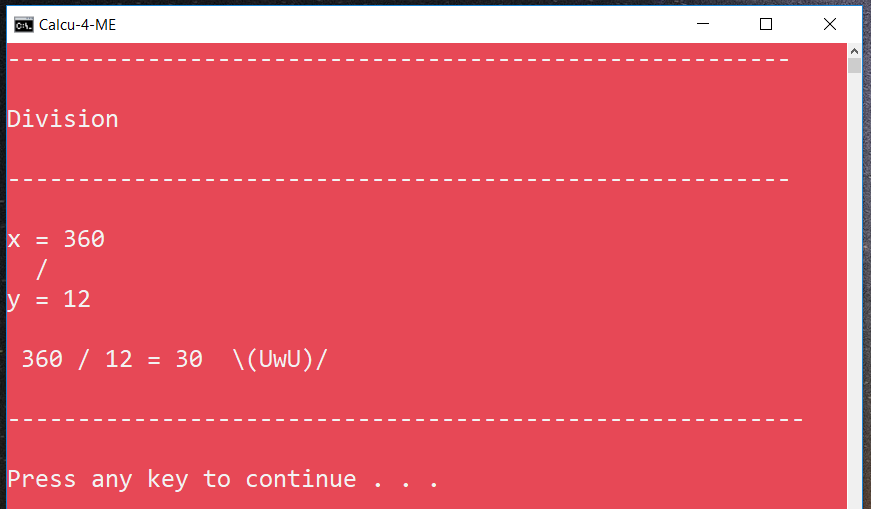 Calcu-4-ME
--------------------------------------------------------
Division
--------------------------------------------------------
x = 360
/
y = 12
360 / 12 = 30  \(UwU)/
---------------------------------------------------------
Press any key to continue . . .